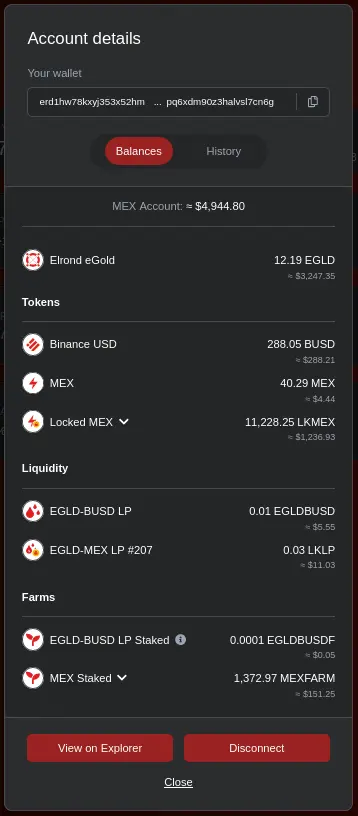 Account details
Your wallet
erd1hw78kxyj353x52hm ... pq6xdm90z3halvsl7cn6g
Balances History
MEX Account: ≈ $4,944.80
Elrond eGold 12.19 EGLD
≈ $3,247.35
Tokens
Binance USD 288.05 BUSD
≈ $288.21
MEX 40.29 MEX
≈ $4.44
Locked MEX 11,228.25 LKMEX
≈ $1,236.93
Liquidity
EGLD-BUSD LP 0.01 EGLDBUSD
≈ $5.55
EGLD-MEX LP #207 0.03 LKLP
≈ $11.03
Farms
EGLD-BUSD LP Staked 0.0001 EGLDBUSDF
≈ $0.05
MEX Staked 1,372.97 MEXFARM
≈ $151.25
View on Explorer Disconnect
Close